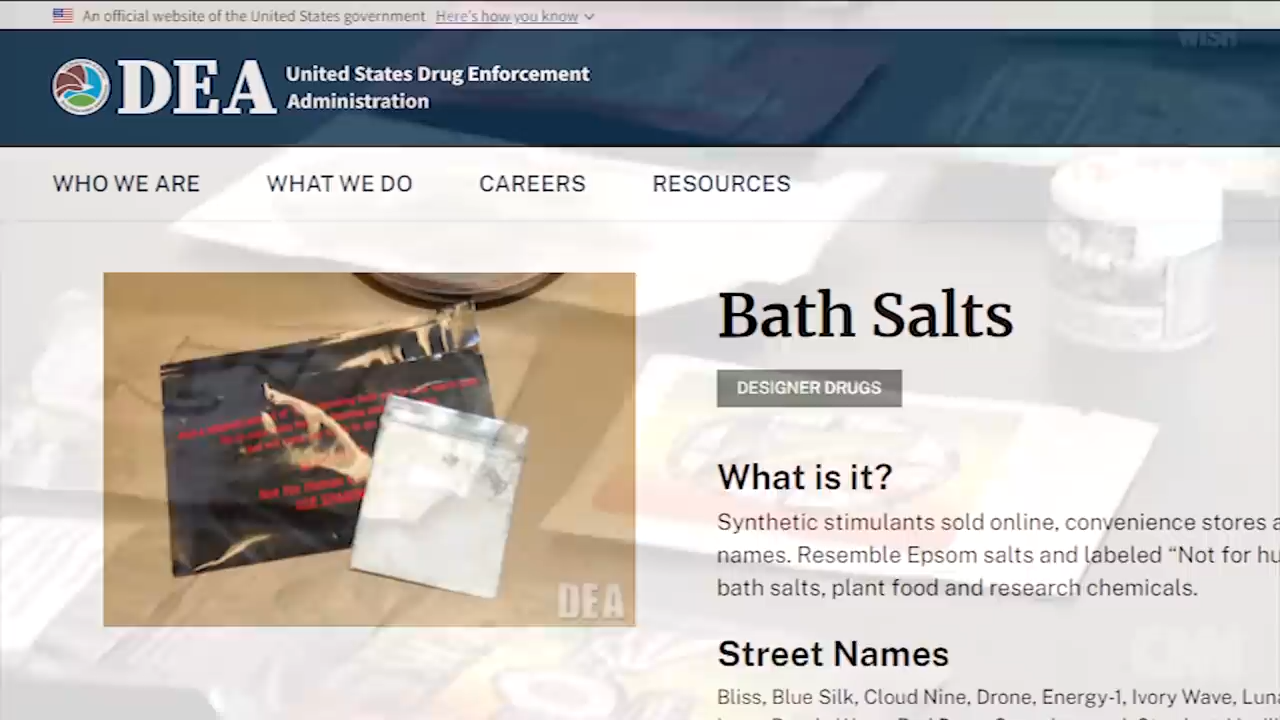 An official website of the United States government Here's how you know
WISH
DEA United States Drug Enforcement
Administration
WHO WE ARE WHAT WE DO CAREERS RESOURCES
Bath Salts
DESIGNER DRUGS
What is it?
Synthetic stimulants sold online, convenience stores
names. Resemble Epsom salts and labeled “Not for
bath salts, plant food and research chemicals.
DEA
Street Names
Bliss, Blue Silk, Cloud Nine, Drone, Energy-1, Ivory Wave,